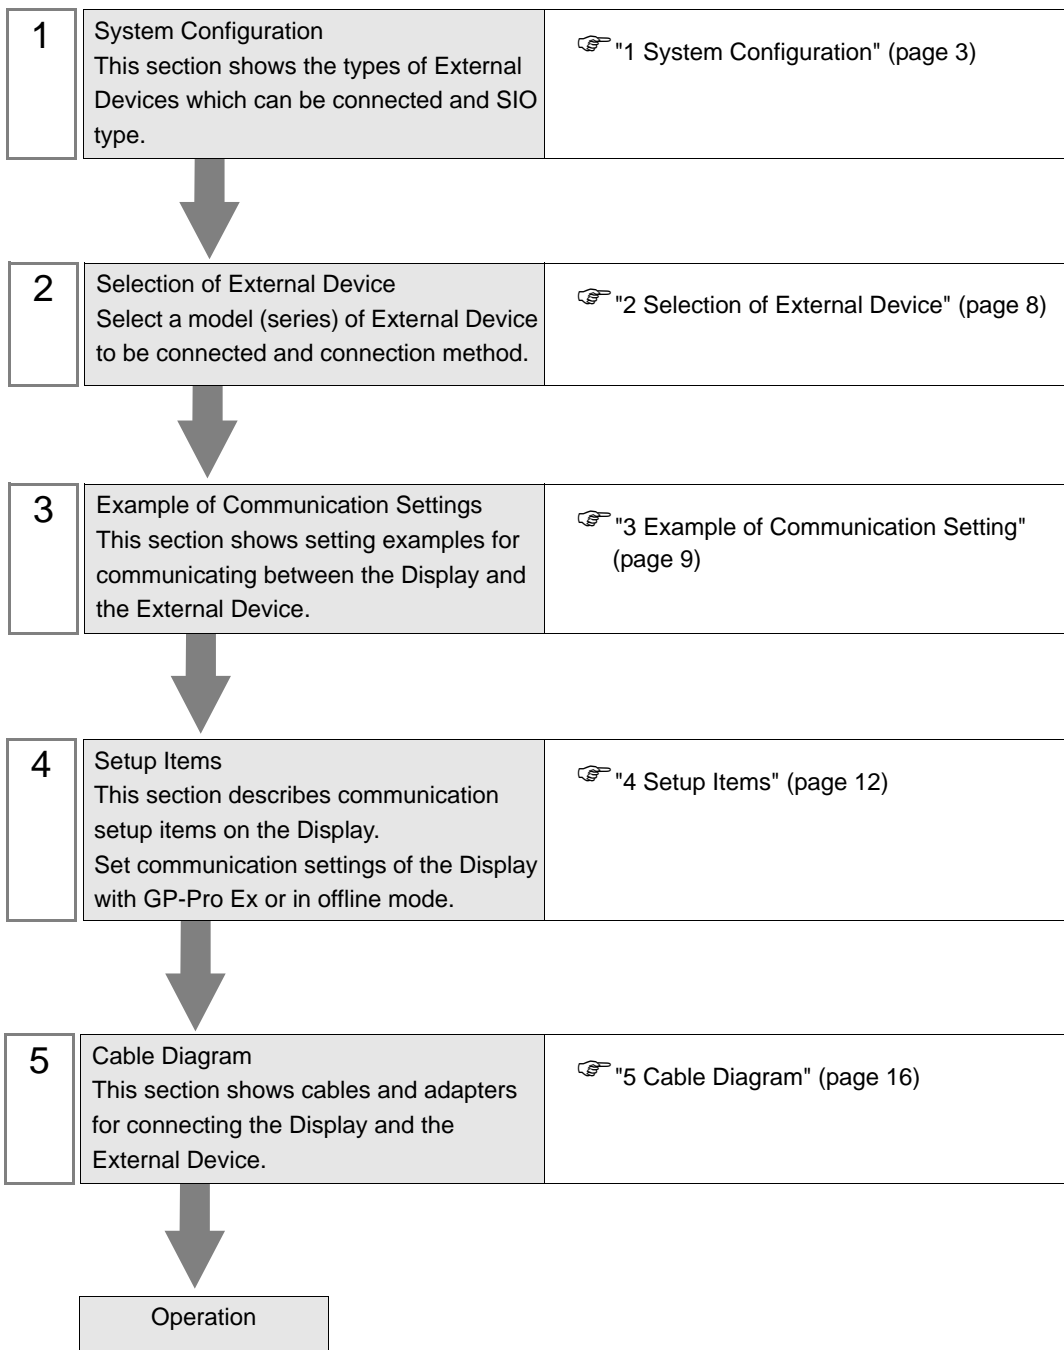 1
System Configuration
This section shows the types of External
Devices which can be connected and SIO
type.
"1 System Configuration" (page 3)
2
Selection of External Device
Select a model (series) of External Device
to be connected and connection method.
"2 Selection of External Device" (page 8)
3
Example of Communication Settings
This section shows setting examples for
communicating between the Display and
the External Device.
"3 Example of Communication Setting"
(page 9)
4
Setup Items
This section describes communication
setup items on the Display.
Set communication settings of the Display
with GP-Pro Ex or in offline mode.
"4 Setup Items" (page 12)
5
Cable Diagram
This section shows cables and adapters
for connecting the Display and the
External Device.
"5 Cable Diagram" (page 16)
Operation